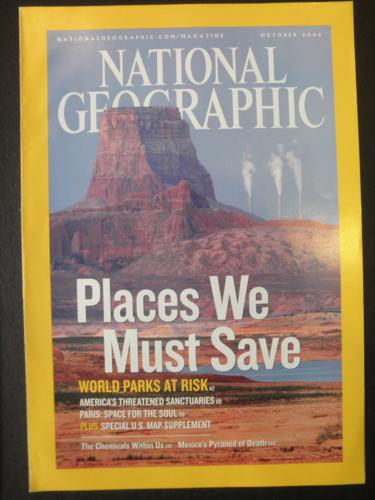 NATIONALGEOGRAPHIC.COM/MAGAZINE OCTOBER 2006
NATIONAL
GEOGRAPHIC
Places We
Must Save
WORLD PARKS AT RISK 42
AMERICA'S THREATENED SANCTUARIES
PARIS: SPACE FOR THE SOUL
PLUS SPECIAL U.S. MAP SUPPLEMENT
The Chemicals Within Us Mexico's Pyramid of Death